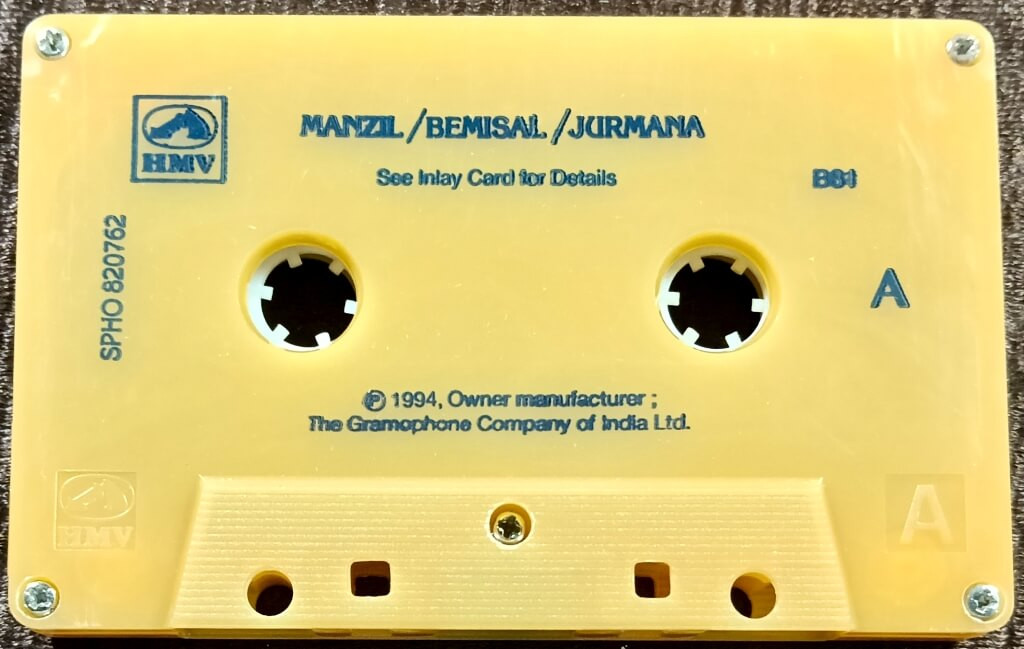 HMV
MANZIL/BEMISAL/JURMANA
See Inlay Card for Details
SPHO 820762
A
℗ 1994, Owner manufacturer ;
The Gramophone Company of India Ltd.
HMV
A